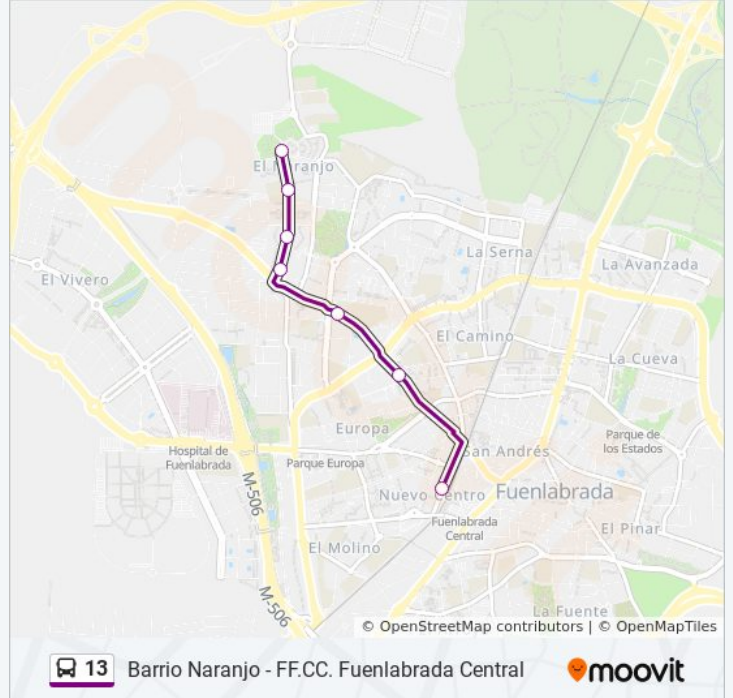 El Naranjo
La Serna
La Avanzada
El Vivero
El Camino
La Cueva
Europa
Parque de
los Estados
Hospital de
Fuenlabrada
Parque Europa
San Andrés
M-506
Nuevo Centro
Fuenlabrada
Fuenlabrada
Central
El Pinar
El Molino
M-506
La Fuente
© OpenStreetMap contributors | © OpenMapTiles
13 Barrio Naranjo - FF.CC. Fuenlabrada Central moovit